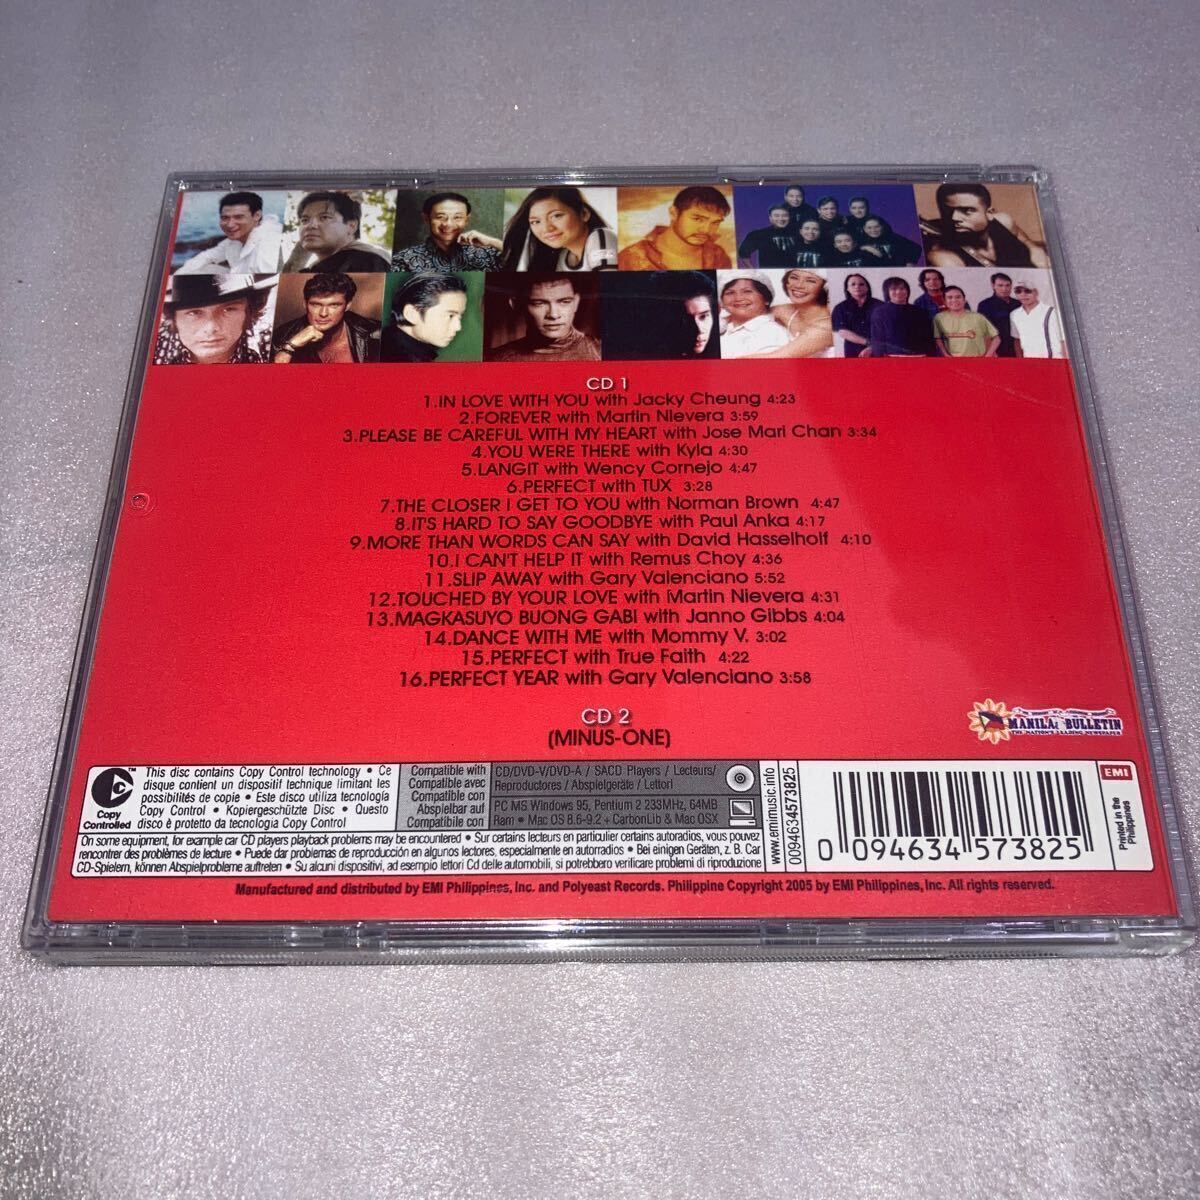 CD 1
1.IN LOVE WITH YOU with Jacky Cheung 4:23
2.FOREVER with Martin Nievera 3:59
3.PLEASE BE CAREFUL WITH MY HEART with Jose Mari Chan 3:34
4.YOU WERE THERE with Kyla 4:30
5.LANGIT with Wency Cornejo 4:47
6.PERFECT with TUX 3:28
7.THE CLOSER I GET TO YOU with Norman Brown 4:47
8.IT'S HARD TO SAY GOODBYE with Paul Anka 4:17
9.MORE THAN WORDS CAN SAY with David Hasselhoff 4:10
10.I CAN'T HELP IT with Remus Choy 4:36
11.SLIP AWAY with Gary Valenciano 5:52
12.TOUCHED BY YOUR LOVE with Martin Nievera 4:31
13.MAGKASUYO BUONG GABI with Janno Gibbs 4:04
14.DANCE WITH ME with Mommy V. 3:02
15.PERFECT with True Faith 4:22
16.PERFECT YEAR with Gary Valenciano 3:58
CD 2
(MINUS-ONE)
MANILA BULLETIN
THE NATION'S LEADING NEWSPAPER
Copy
Controlled
This disc contains Copy Control technology • Ce
disque contient un dispositif technique limitant les
possibilités de copie • Este disco utiliza tecnología
Copy Control • Kopiergeschützte Disc • Questo
disco è protetto da tecnologia Copy Control
Compatible with
Compatible avec
Compatible con
Abspielbar auf
Compatibile con
CD/DVD-V/DVD-A / SACD Players / Lecteurs/
Reproductores / Abspielgeräte / Lettori
PC MS Windows 95, Pentium 2 233MHz, 64MB
Ram • Mac OS 8.6-9.2 + CarbonLib & Mac OSX
On some equipment, for example car CD players playback problems may be encountered • Sur certains lecteurs en particulier certains autoradios, vous pouvez
rencontrer des problèmes de lecture • Puede dar problemas de reproducción en algunos lectores, especialmente en autorradios • Bei einigen Geräten, z. B. Car
CD-Spielern, können Abspielprobleme auftreten • Su alcuni dispositivi, ad esempio lettori Cd delle automobili, si potrebbero verificare problemi di riproduzione
www.emimusic.info
0094634573825
0 094634 573825
EMI
Printed in the
Philippines
Manufactured and distributed by EMI Philippines, Inc. and Polyeast Records. Philippine Copyright 2005 by EMI Philippines, Inc. All rights reserved.